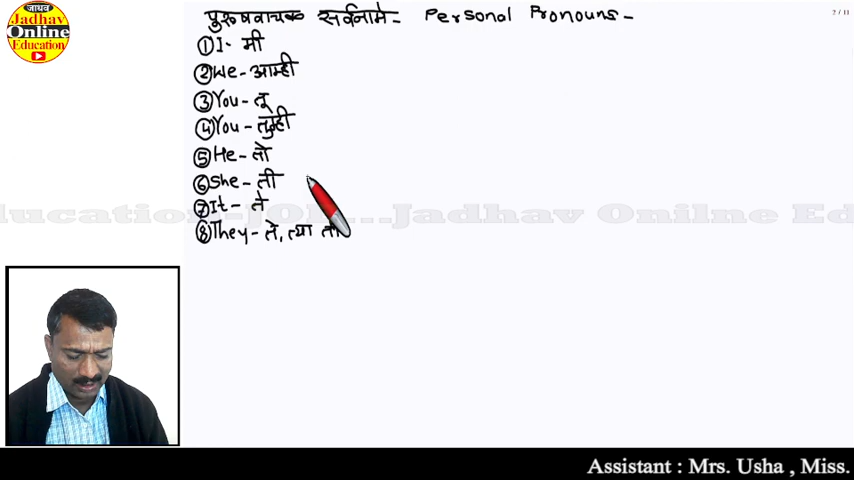 जाधव
Jadhav
Online
Education
पुरूषवाचक सर्वनामे- Personal Pronouns-
2 / 11
① I- मी
② We- आम्ही
③ You- तू
④ You- तुम्ही
⑤ He- तो
⑥ She- ती
⑦ It- ते
⑧ They- ते, त्या
Jadhav Online
Assistant : Mrs. Usha , Miss.